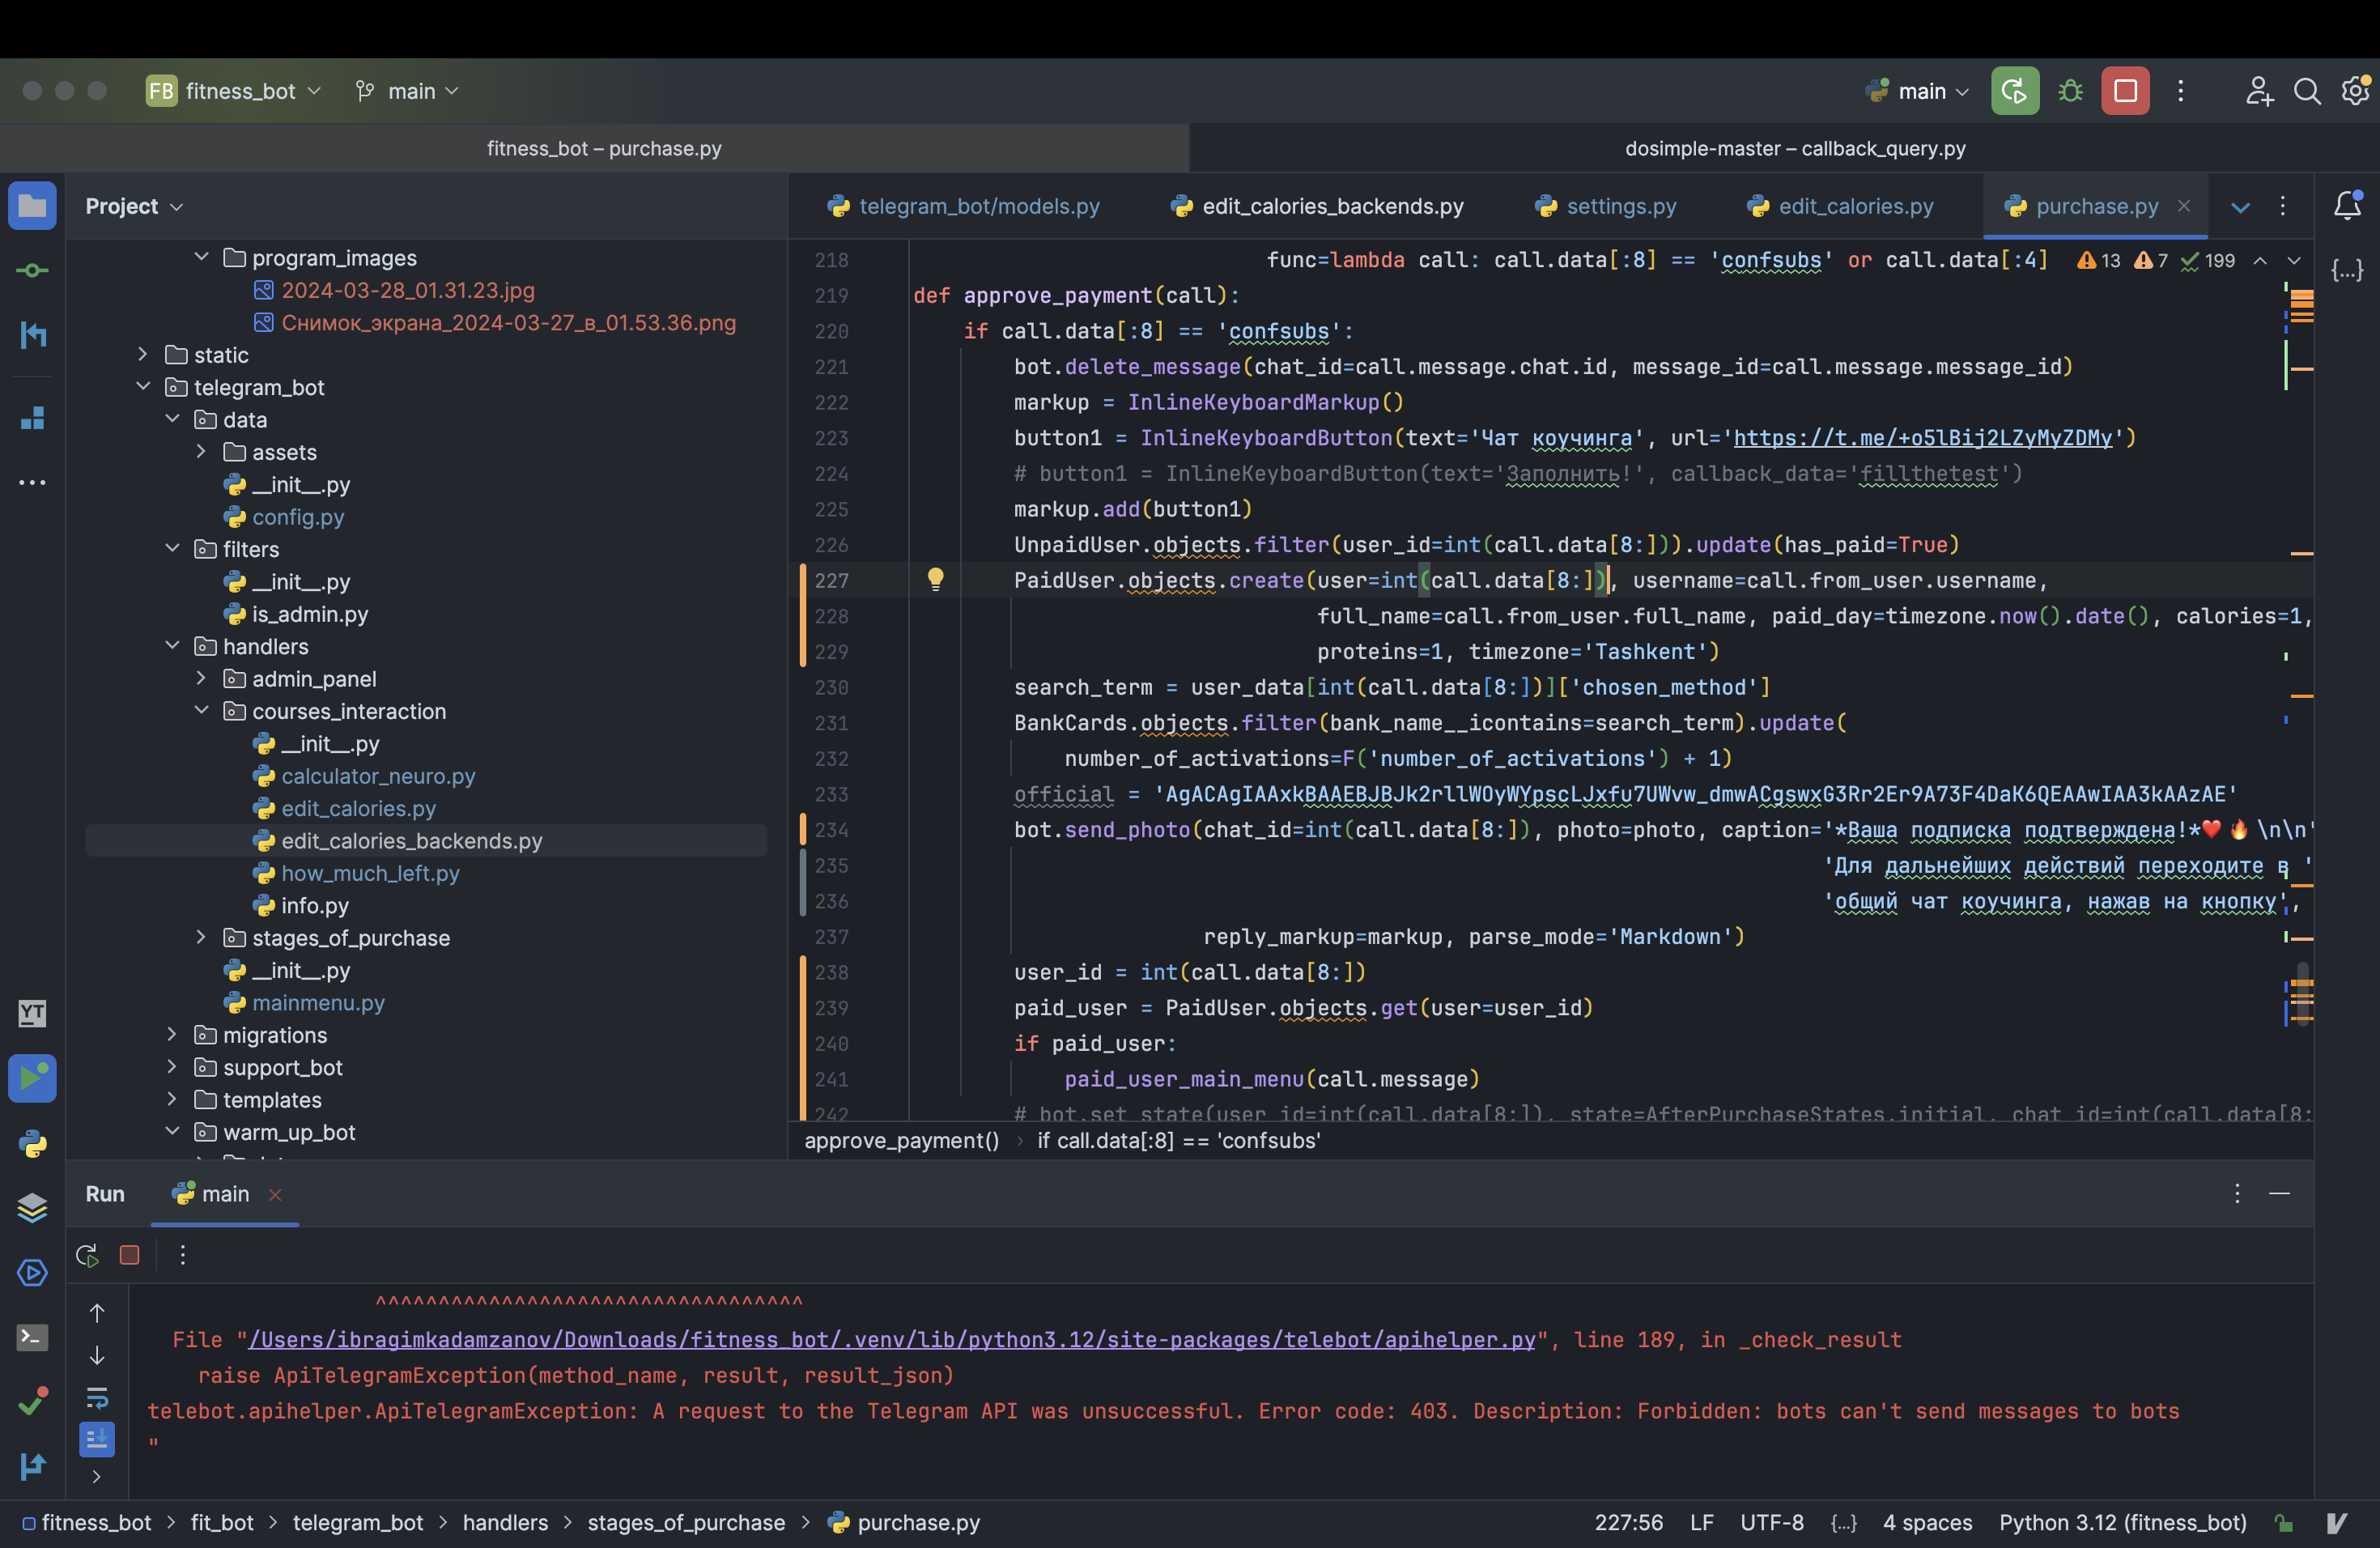 FB fitness_bot
main
main
fitness_bot – purchase.py
dosimple-master – callback_query.py
Project
program_images
2024-03-28_01.31.23.jpg
Снимок_экрана_2024-03-27_в_01.53.36.png
static
telegram_bot
data
assets
__init__.py
config.py
filters
__init__.py
is_admin.py
handlers
admin_panel
courses_interaction
__init__.py
calculator_neuro.py
edit_calories.py
edit_calories_backends.py
how_much_left.py
info.py
stages_of_purchase
__init__.py
mainmenu.py
migrations
support_bot
templates
warm_up_bot
telegram_bot/models.py
edit_calories_backends.py
settings.py
edit_calories.py
purchase.py
13 7 199
218 func=lambda call: call.data[:8] == 'confsubs' or call.data[:4]
219 def approve_payment(call):
220 if call.data[:8] == 'confsubs':
221 bot.delete_message(chat_id=call.message.chat.id, message_id=call.message.message_id)
222 markup = InlineKeyboardMarkup()
223 button1 = InlineKeyboardButton(text='Чат коучинга', url='https://t.me/+o5lBij2LZyMyZDMy')
224 # button1 = InlineKeyboardButton(text='Заполнить!', callback_data='fillthetest')
225 markup.add(button1)
226 UnpaidUser.objects.filter(user_id=int(call.data[8:])).update(has_paid=True)
227 PaidUser.objects.create(user=int(call.data[8:]), username=call.from_user.username,
228 full_name=call.from_user.full_name, paid_day=timezone.now().date(), calories=1,
229 proteins=1, timezone='Tashkent')
230 search_term = user_data[int(call.data[8:])]['chosen_method']
231 BankCards.objects.filter(bank_name__icontains=search_term).update(
232 number_of_activations=F('number_of_activations') + 1)
233 official = 'AgACAgIAAxkBAAEBJBJk2rllWOyWYpscLJxfu7UWvw_dmwACgswxG3Rr2Er9A73F4DaK6QEAAwIAA3kAAzAE'
234 bot.send_photo(chat_id=int(call.data[8:]), photo=photo, caption='*Ваша подписка подтверждена!*❤️🔥 \n\n'
235 'Для дальнейших действий переходите в '
236 'общий чат коучинга, нажав на кнопку',
237 reply_markup=markup, parse_mode='Markdown')
238 user_id = int(call.data[8:])
239 paid_user = PaidUser.objects.get(user=user_id)
240 if paid_user:
241 paid_user_main_menu(call.message)
242 # bot.set_state(user_id=int(call.data[8:]), state=AfterPurchaseStates.initial, chat_id=int(call.data[8:
approve_payment() › if call.data[:8] == 'confsubs'
Run main
^^^^^^^^^^^^^^^^^^^^^^^^^^^^^^^^^^
File "/Users/ibragimkadamzanov/Downloads/fitness_bot/.venv/lib/python3.12/site-packages/telebot/apihelper.py", line 189, in _check_result
raise ApiTelegramException(method_name, result, result_json)
telebot.apihelper.ApiTelegramException: A request to the Telegram API was unsuccessful. Error code: 403. Description: Forbidden: bots can't send messages to bots
"
fitness_bot > fit_bot > telegram_bot > handlers > stages_of_purchase > purchase.py
227:56 LF UTF-8 {...} 4 spaces Python 3.12 (fitness_bot)